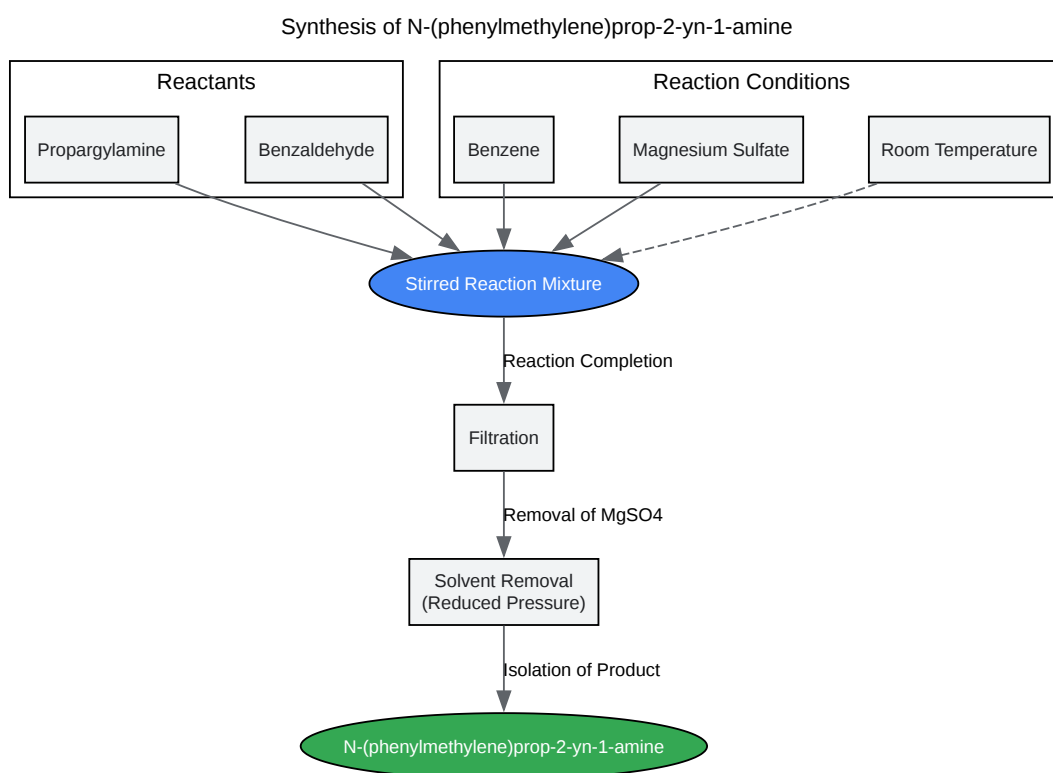 Synthesis of N-(phenylmethylene)prop-2-yn-1-amine
Reactants
Reaction Conditions
Propargylamine
Benzaldehyde
Benzene
Magnesium Sulfate
Room Temperature
Stirred Reaction Mixture
Reaction Completion
Filtration
Removal of MgSO4
Solvent Removal
(Reduced Pressure)
Isolation of Product
N-(phenylmethylene)prop-2-yn-1-amine